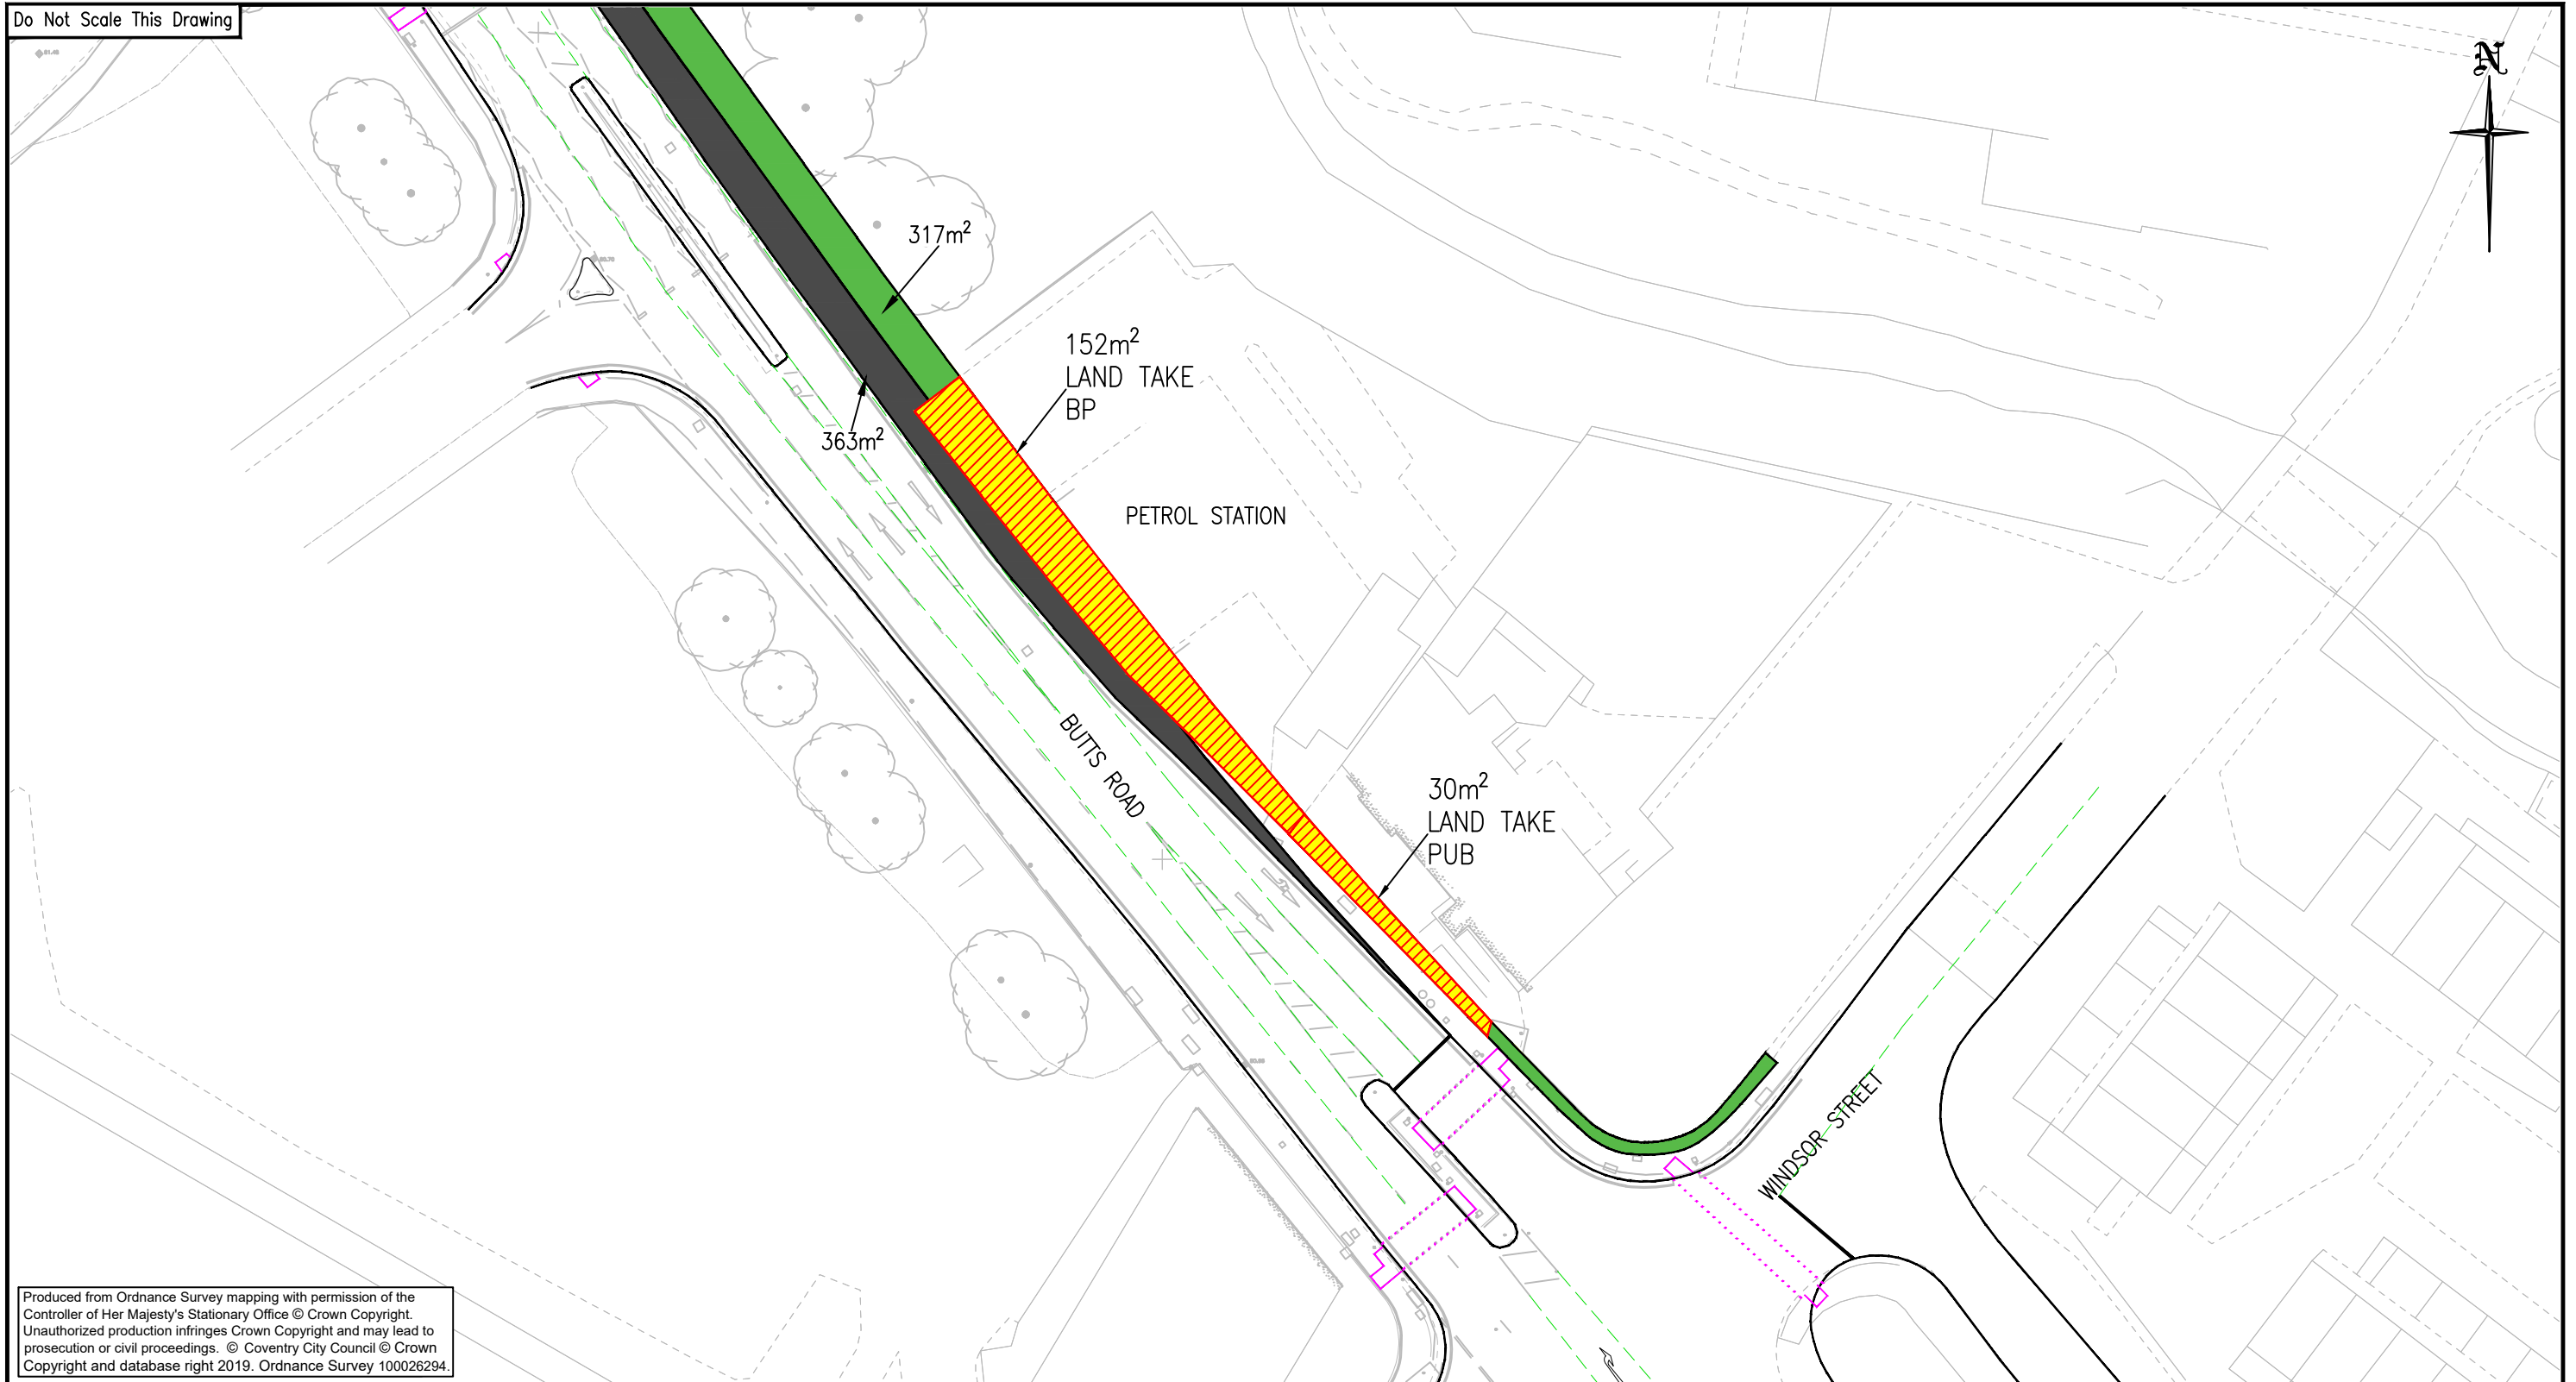 Do Not Scale This Drawing
N
317m²
152m²
LAND TAKE
BP
363m²
PETROL STATION
BUTTS ROAD
30m²
LAND TAKE
PUB
WINDSOR STREET
Produced from Ordnance Survey mapping with permission of the
Controller of Her Majesty's Stationary Office © Crown Copyright.
Unauthorized production infringes Crown Copyright and may lead to
prosecution or civil proceedings. © Coventry City Council © Crown
Copyright and database right 2019. Ordnance Survey 100026294.